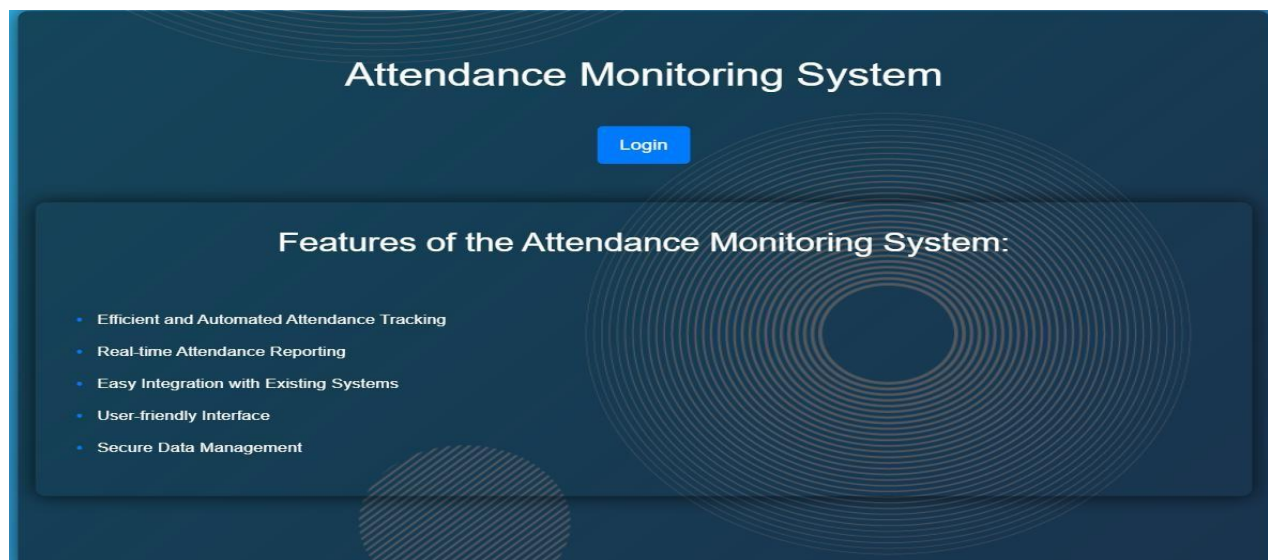 Attendance Monitoring System
Login
Features of the Attendance Monitoring System:
Efficient and Automated Attendance Tracking
Real-time Attendance Reporting
Easy Integration with Existing Systems
User-friendly Interface
Secure Data Management